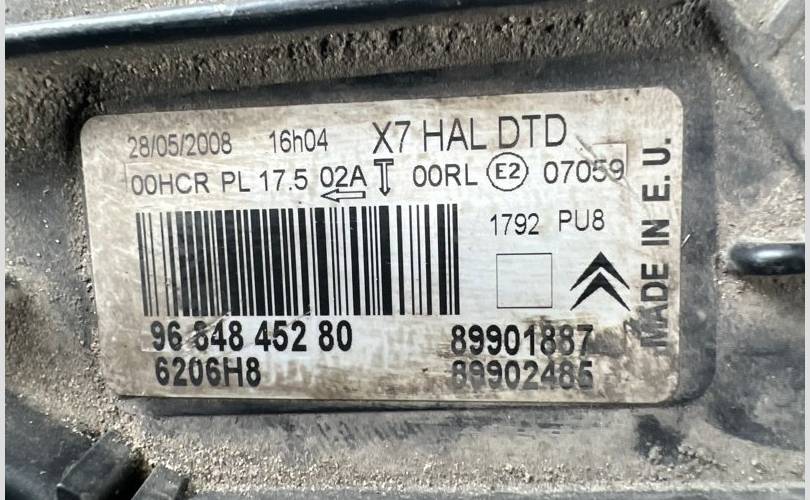 28/05/2008 16h04 X7 HAL DTD
00HCR PL 17.5 02A 00RL E2 07059
1792 PU8
96 848 452 80 89901887
6206H8 89902485
MADE IN E.U.